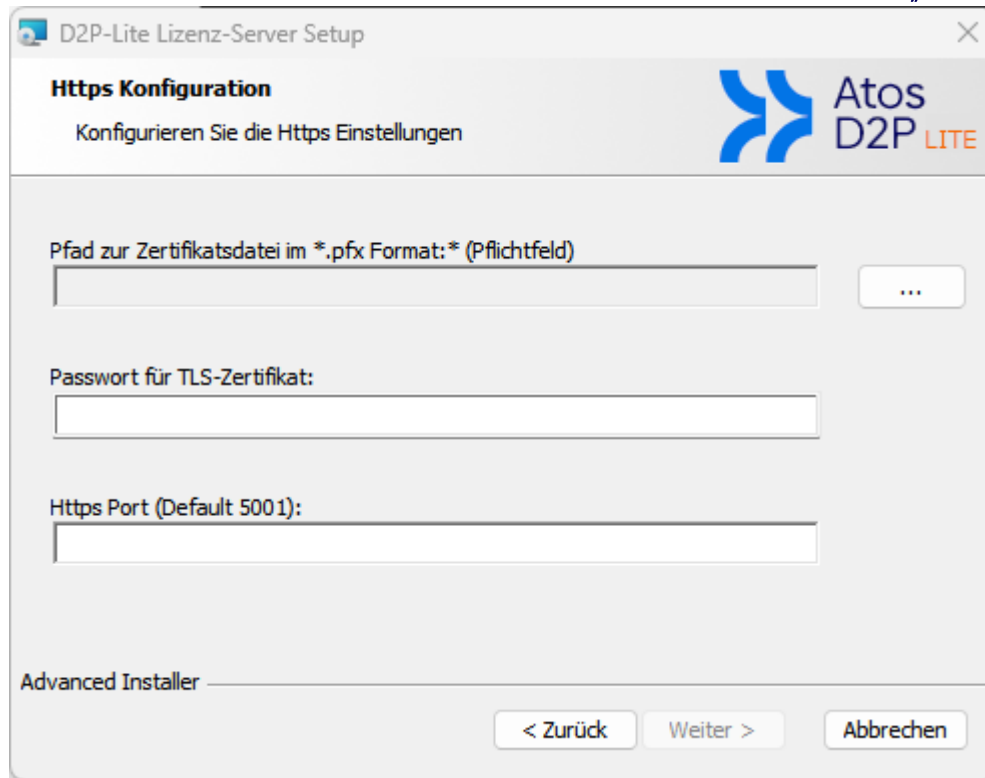 D2P-Lite Lizenz-Server Setup
Https Konfiguration
Konfigurieren Sie die Https Einstellungen
Atos
D2P LITE
Pfad zur Zertifikatsdatei im *.pfx Format:* (Pflichtfeld)
...
Passwort für TLS-Zertifikat:
Https Port (Default 5001):
Advanced Installer
< Zurück
Weiter >
Abbrechen